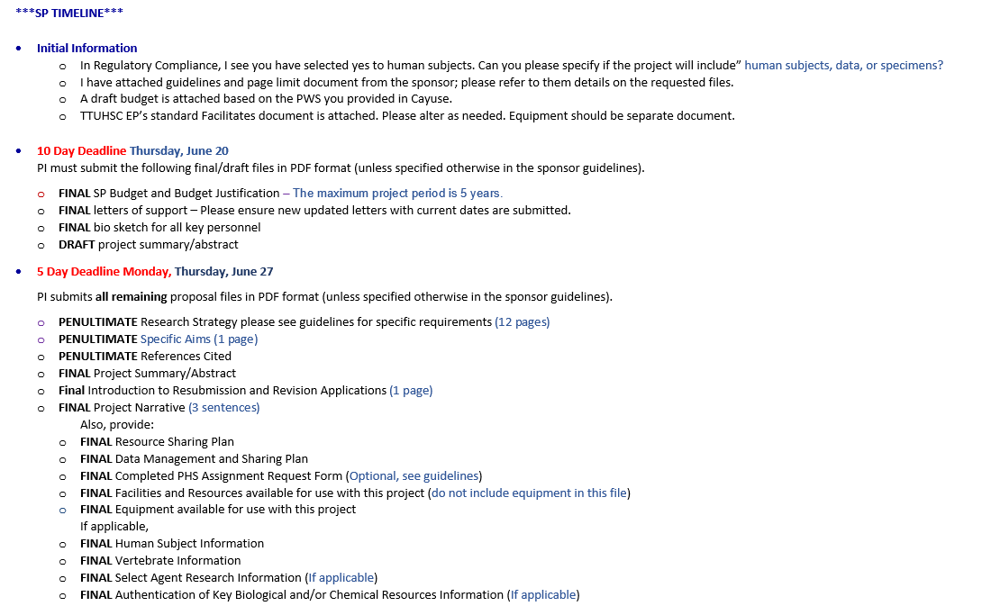 ***SP TIMELINE***
• Initial Information
o In Regulatory Compliance, I see you have selected yes to human subjects. Can you please specify if the project will include” human subjects, data, or specimens?
o I have attached guidelines and page limit document from the sponsor; please refer to them details on the requested files.
o A draft budget is attached based on the PWS you provided in Cayuse.
o TTUHSC EP’s standard Facilitates document is attached. Please alter as needed. Equipment should be separate document.
• 10 Day Deadline Thursday, June 20
PI must submit the following final/draft files in PDF format (unless specified otherwise in the sponsor guidelines).
o FINAL SP Budget and Budget Justification – The maximum project period is 5 years.
o FINAL letters of support – Please ensure new updated letters with current dates are submitted.
o FINAL bio sketch for all key personnel
o DRAFT project summary/abstract
• 5 Day Deadline Monday, Thursday, June 27
PI submits all remaining proposal files in PDF format (unless specified otherwise in the sponsor guidelines).
o PENULTIMATE Research Strategy please see guidelines for specific requirements (12 pages)
o PENULTIMATE Specific Aims (1 page)
o PENULTIMATE References Cited
o FINAL Project Summary/Abstract
o Final Introduction to Resubmission and Revision Applications (1 page)
o FINAL Project Narrative (3 sentences)
Also, provide:
o FINAL Resource Sharing Plan
o FINAL Data Management and Sharing Plan
o FINAL Completed PHS Assignment Request Form (Optional, see guidelines)
o FINAL Facilities and Resources available for use with this project (do not include equipment in this file)
o FINAL Equipment available for use with this project
If applicable,
o FINAL Human Subject Information
o FINAL Vertebrate Information
o FINAL Select Agent Research Information (If applicable)
o FINAL Authentication of Key Biological and/or Chemical Resources Information (If applicable)